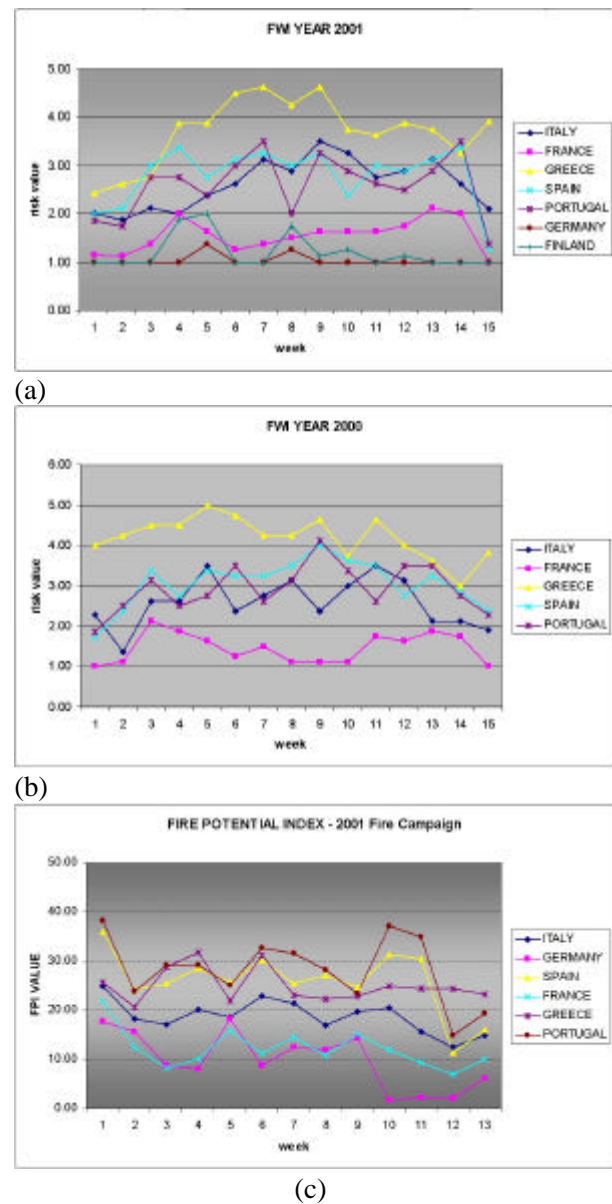 FWI YEAR 2001
5.00
4.00
3.00
2.00
1.00
0.00
risk value
1 2 3 4 5 6 7 8 9 10 11 12 13 14 15
week
ITALY
FRANCE
GREECE
SPAIN
PORTUGAL
GERMANY
FINLAND
(a)
FWI YEAR 2000
6.00
5.00
4.00
3.00
2.00
1.00
0.00
risk value
1 2 3 4 5 6 7 8 9 10 11 12 13 14 15
week
ITALY
FRANCE
GREECE
SPAIN
PORTUGAL
(b)
FIRE POTENTIAL INDEX - 2001 Fire Campaign
50.00
40.00
30.00
20.00
10.00
0.00
FPI VALUE
1 2 3 4 5 6 7 8 9 10 11 12 13
week
ITALY
GERMANY
SPAIN
FRANCE
GREECE
PORTUGAL
(c)